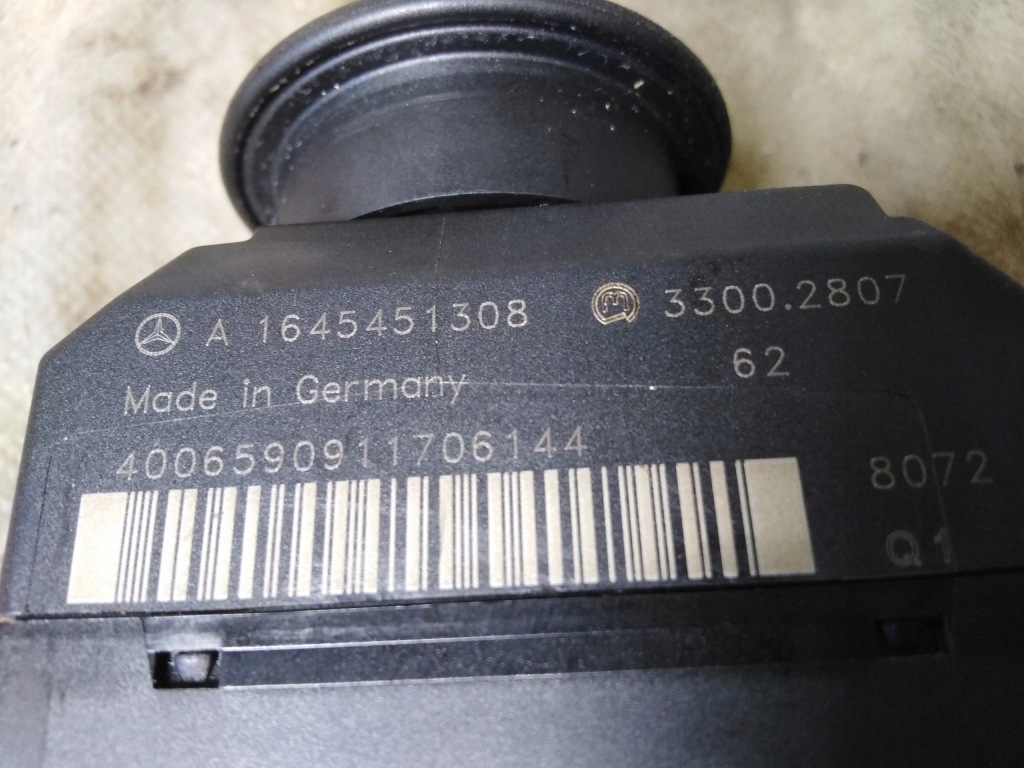 A 1645451308 3300.2807
62
Made in Germany
4006590911706144
8072
Q1